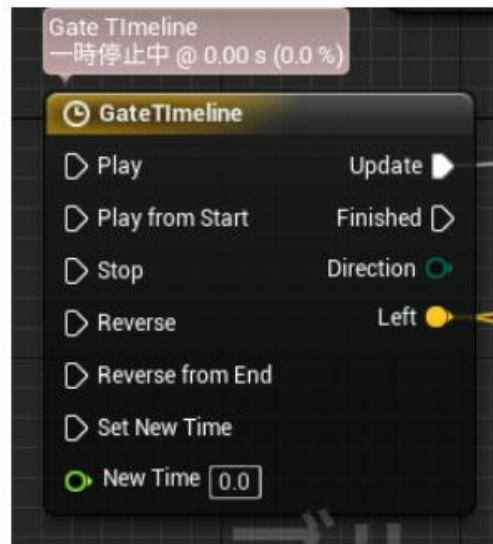 Gate TImeline
一時停止中 @ 0.00 s (0.0 %)
GateTImeline
Play
Update
Play from Start
Finished
Stop
Direction
Reverse
Left
Reverse from End
Set New Time
New Time 0.0